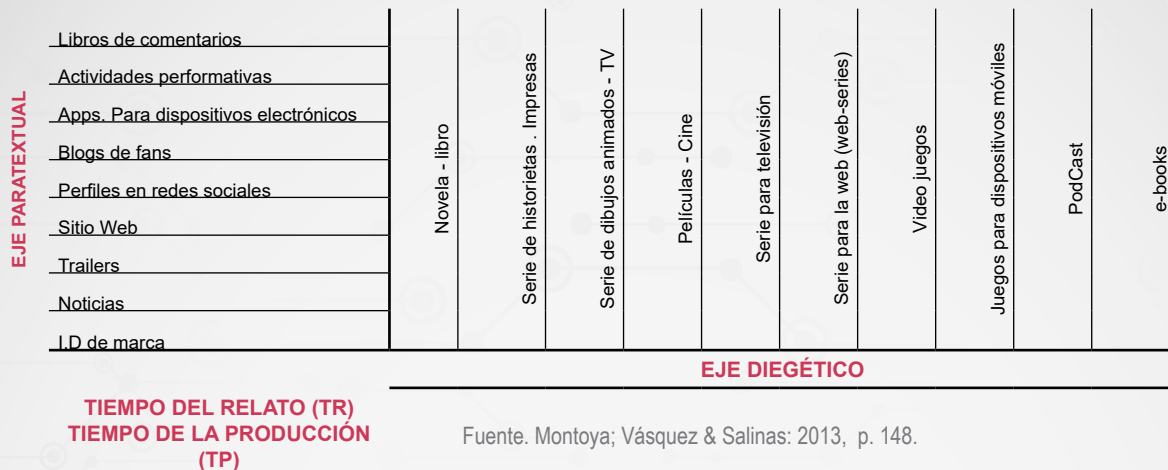 EJE PARATEXTUAL
Libros de comentarios
Actividades performativas
Apps. Para dispositivos electrónicos
Blogs de fans
Perfiles en redes sociales
Sitio Web
Trailers
Noticias
I.D de marca
Novela - libro
Serie de historietas . Impresas
Serie de dibujos animados - TV
Películas - Cine
Serie para televisión
Serie para la web (web-series)
Video juegos
Juegos para dispositivos móviles
PodCast
e-books
EJE DIEGÉTICO
TIEMPO DEL RELATO (TR)
TIEMPO DE LA PRODUCCIÓN
(TP)
Fuente. Montoya; Vásquez & Salinas: 2013, p. 148.